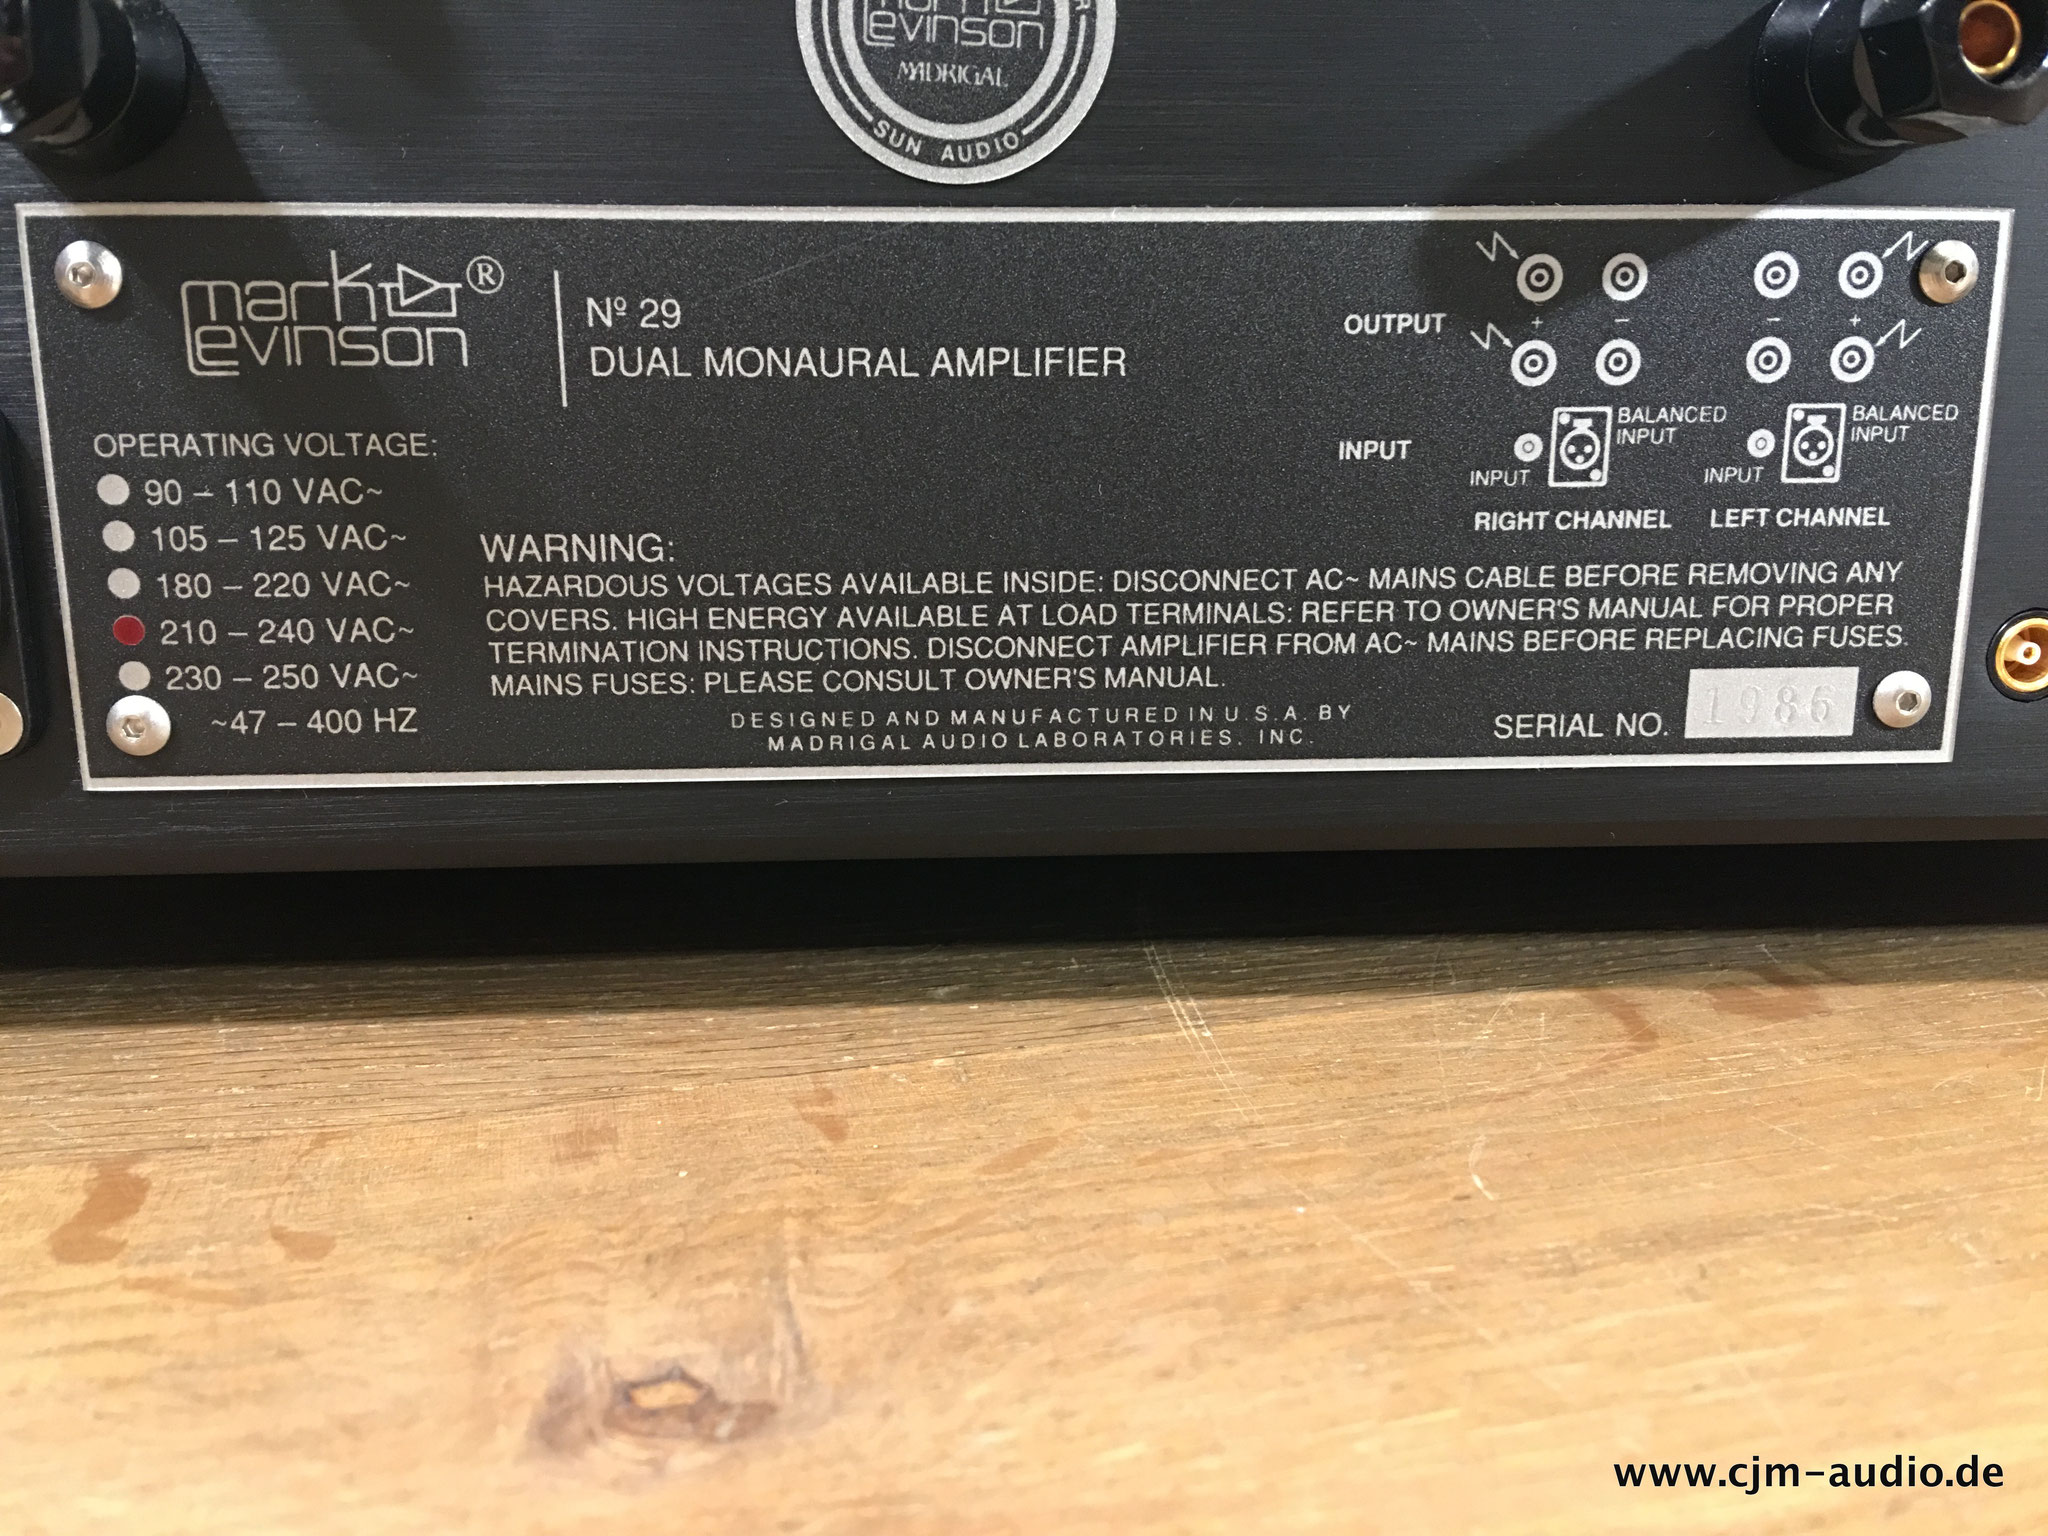 mark
Levinson
MADRIGAL
SUN AUDIO
mark
Levinson®
Nº 29
DUAL MONAURAL AMPLIFIER
OPERATING VOLTAGE:
90 – 110 VAC~
105 – 125 VAC~
180 – 220 VAC~
210 – 240 VAC~
230 – 250 VAC~
~47 – 400 HZ
OUTPUT
+ − − +
INPUT
INPUT
BALANCED
INPUT
INPUT
BALANCED
INPUT
RIGHT CHANNEL
LEFT CHANNEL
WARNING:
HAZARDOUS VOLTAGES AVAILABLE INSIDE: DISCONNECT AC~ MAINS CABLE BEFORE REMOVING ANY
COVERS. HIGH ENERGY AVAILABLE AT LOAD TERMINALS: REFER TO OWNER'S MANUAL FOR PROPER
TERMINATION INSTRUCTIONS. DISCONNECT AMPLIFIER FROM AC~ MAINS BEFORE REPLACING FUSES.
MAINS FUSES: PLEASE CONSULT OWNER'S MANUAL.
DESIGNED AND MANUFACTURED IN U.S.A. BY
MADRIGAL AUDIO LABORATORIES, INC.
SERIAL NO. 1986
www.cjm-audio.de